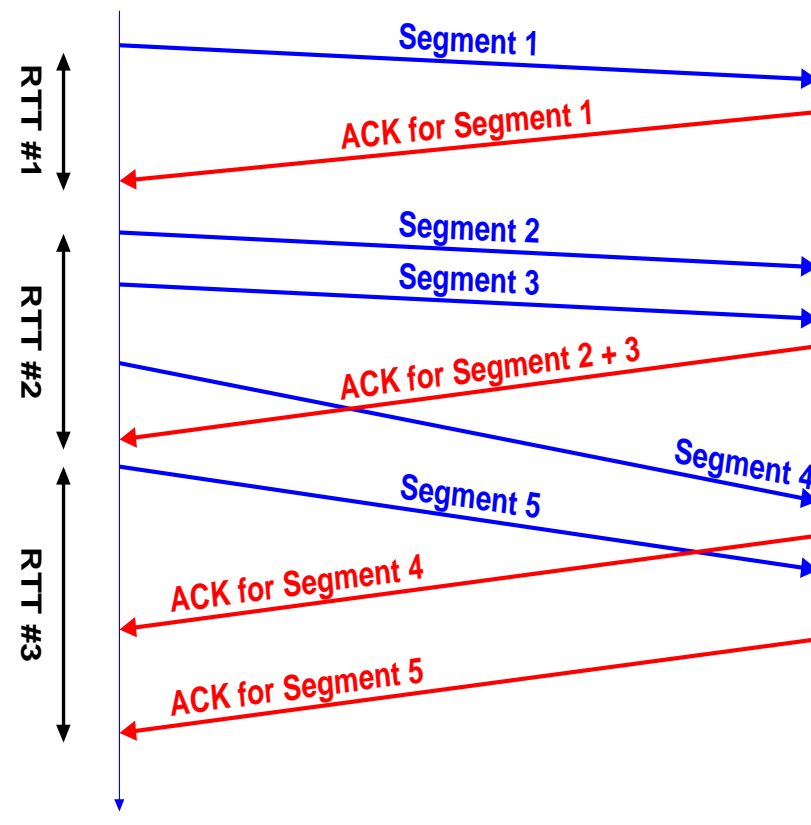 Segment 1
RTT #1
ACK for Segment 1
Segment 2
Segment 3
RTT #2
ACK for Segment 2 + 3
Segment 4
Segment 5
RTT #3
ACK for Segment 4
ACK for Segment 5